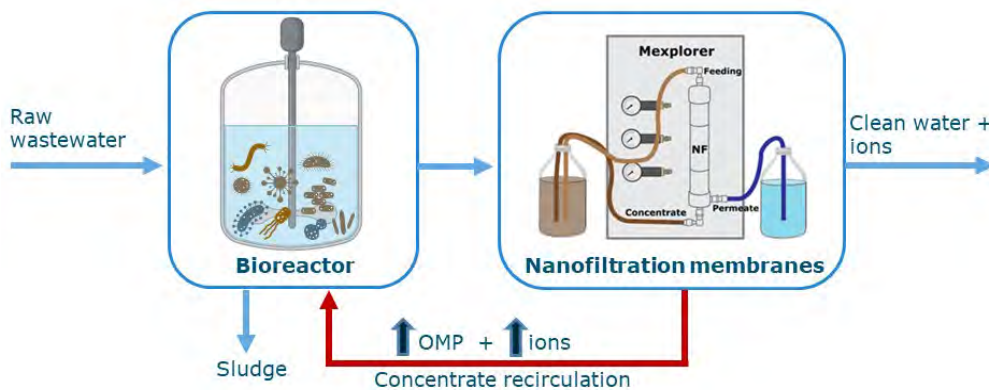 Raw
wastewater
Bioreactor
Sludge
Mexplorer
Feeding
NF
Concentrate
Permeate
Nanofiltration membranes
Clean water +
ions
OMP + ions
Concentrate recirculation